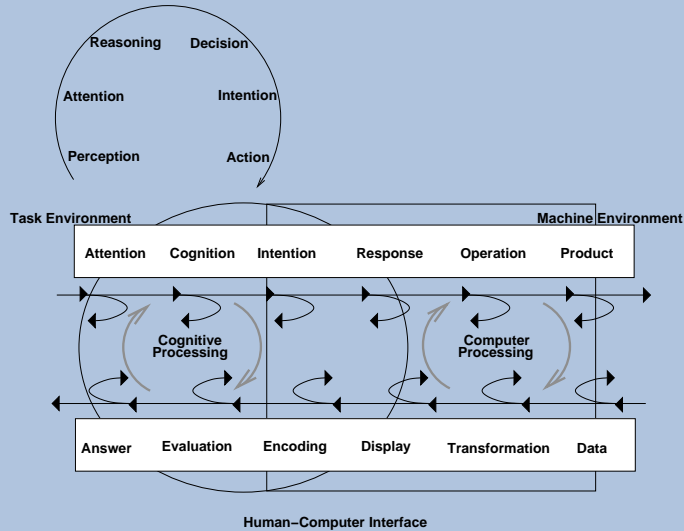 Reasoning Decision
Attention Intention
Perception Action
Task Environment Machine Environment
Attention Cognition Intention Response Operation Product
Cognitive Computer
Processing Processing
Answer Evaluation Encoding Display Transformation Data
Human–Computer Interface